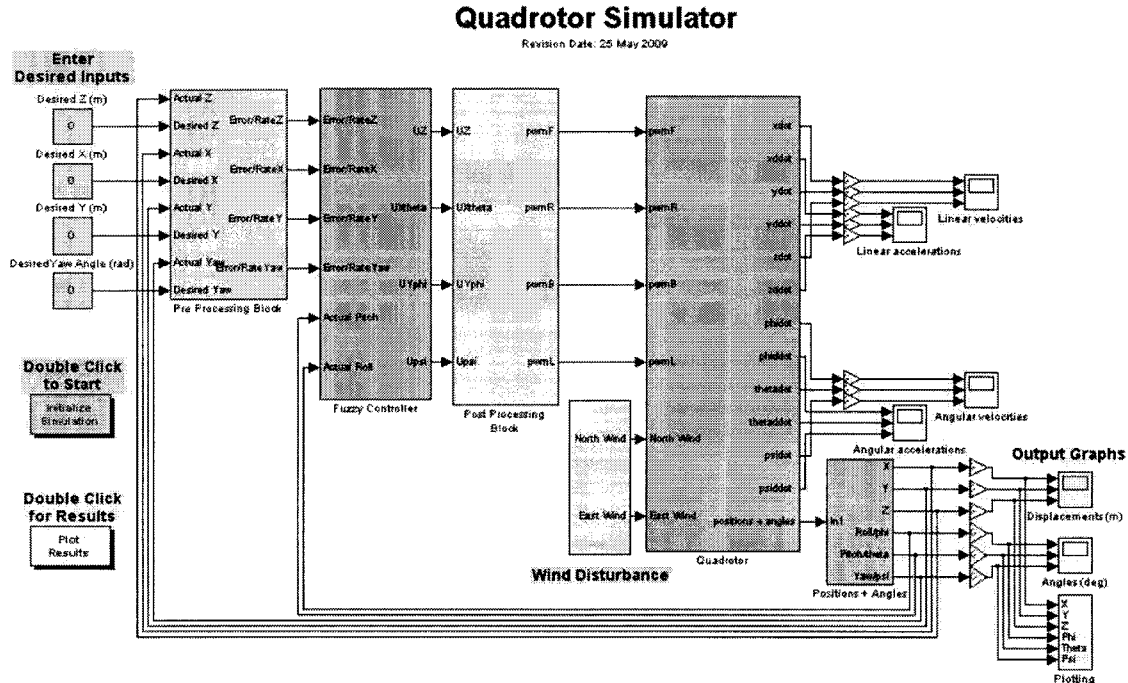 Quadrotor Simulator
Revision Date: 25 May 2009
Enter
Desired Inputs
Desired Z (m)
0
Desired X (m)
0
Desired Y (m)
0
Desired Yaw Angle (rad)
0
Double Click
to Start
Initialize
Simulation
Double Click
for Results
Plot
Results
Actual Z
Desired Z
Actual X
Desired X
Actual Y
Desired Y
Actual Yaw
Desired Yaw
Error/RateZ
Error/RateX
Error/RateY
Error/RateYaw
Pre Processing Block
Error/RateZ
Error/RateX
Error/RateY
Error/RateYaw
Actual Pitch
Actual Roll
UZ
UXtheta
UYphi
Upsi
Fuzzy Controller
UZ
UXtheta
UYphi
Upsi
pwmF
pwmR
pwmB
pwmL
Post Processing
Block
North Wind
East Wind
Wind Disturbance
pwmF
pwmR
pwmB
pwmL
North Wind
East Wind
xdot
xddot
ydot
yddot
zdot
zddot
phidot
phiddot
thetadot
thetaddot
psidot
psiddot
positions + angles
Quadrotor
Linear velocities
Linear accelerations
Angular velocities
Angular accelerations
In1
X
Y
Z
Roll/phi
Pitch/theta
Yaw/psi
Positions + Angles
Output Graphs
Displacements (m)
Angles (deg)
X
Y
Z
Phi
Theta
Psi
Plotting